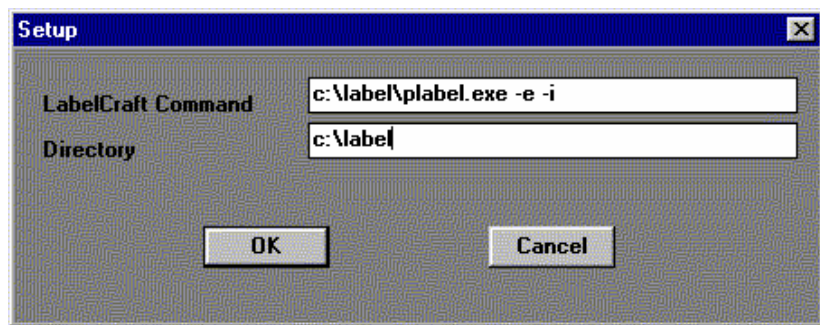 Setup
LabelCraft Command
c:\label\plabel.exe -e -i
Directory
c:\label
OK
Cancel